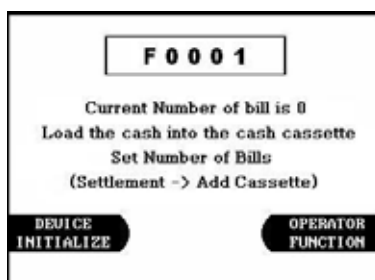 F0001
Current Number of bill is 0
Load the cash into the cash cassette
Set Number of Bills
(Settlement -> Add Cassette)
DEVICE
INITIALIZE
OPERATOR
FUNCTION